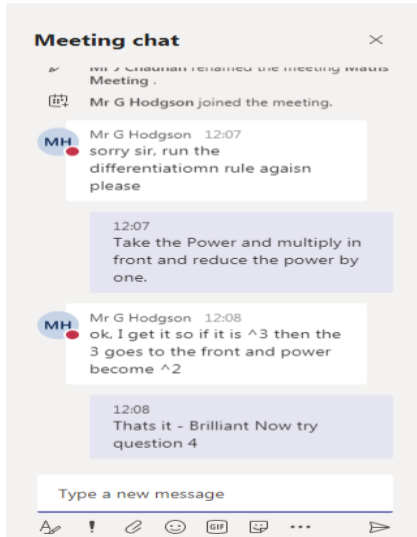 Meeting chat
Mr J Chauhan renamed the meeting Maths
Meeting .
Mr G Hodgson joined the meeting.
MH
Mr G Hodgson 12:07
sorry sir, run the
differentiatiomn rule agaisn
please
12:07
Take the Power and multiply in
front and reduce the power by
one.
MH
Mr G Hodgson 12:08
ok, I get it so if it is ^3 then the
3 goes to the front and power
become ^2
12:08
Thats it - Brilliant Now try
question 4
Type a new message
GIF